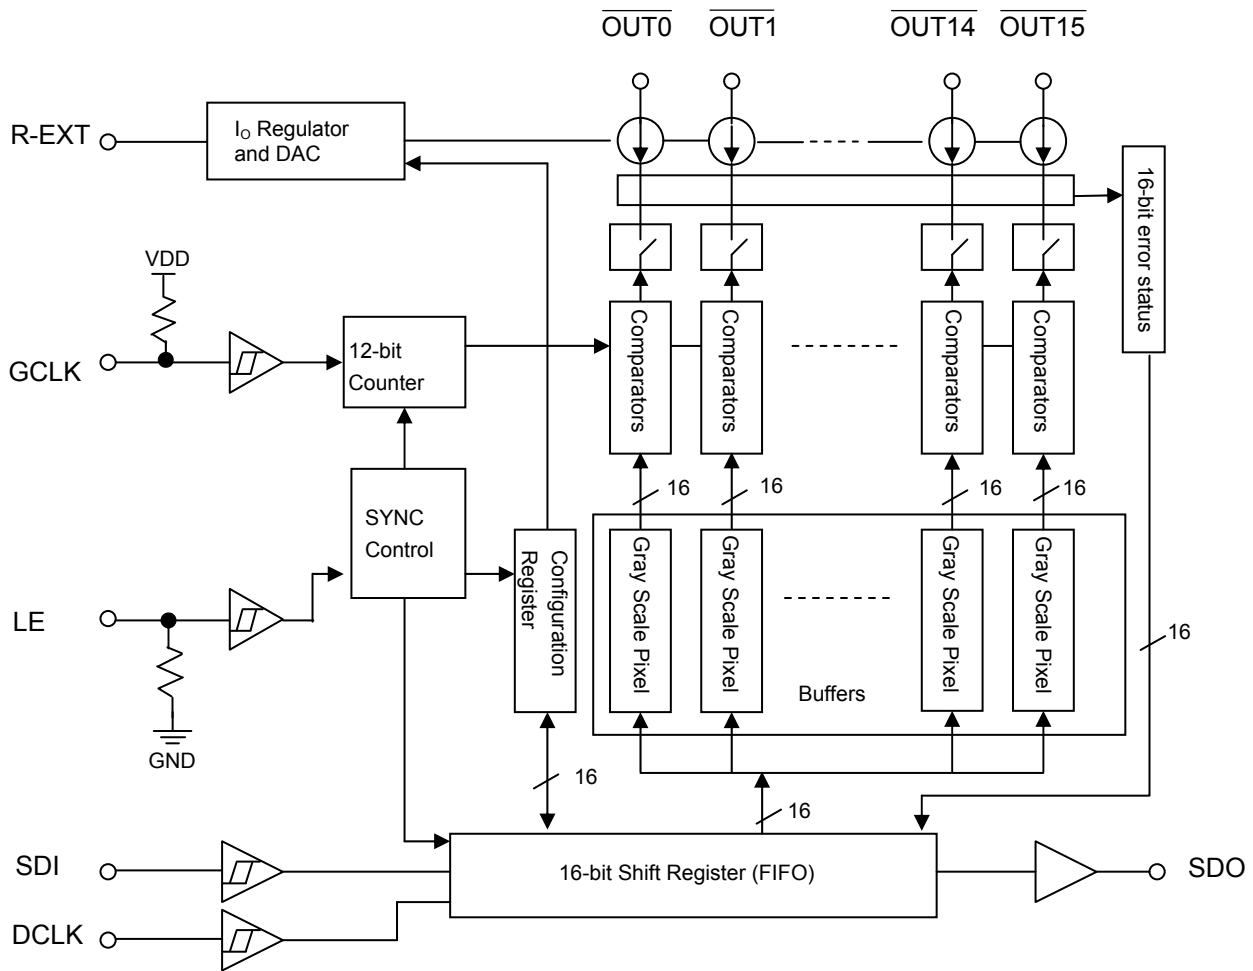 OUT0
OUT1
OUT14
OUT15
R-EXT
IO Regulator
and DAC
16-bit error status
VDD
GCLK
12-bit
Counter
Comparators
Comparators
Comparators
Comparators
16
16
16
16
SYNC
Control
Configuration
Register
Gray Scale Pixel
Gray Scale Pixel
Gray Scale Pixel
Gray Scale Pixel
LE
16
Buffers
GND
16
16
SDI
16-bit Shift Register (FIFO)
SDO
DCLK